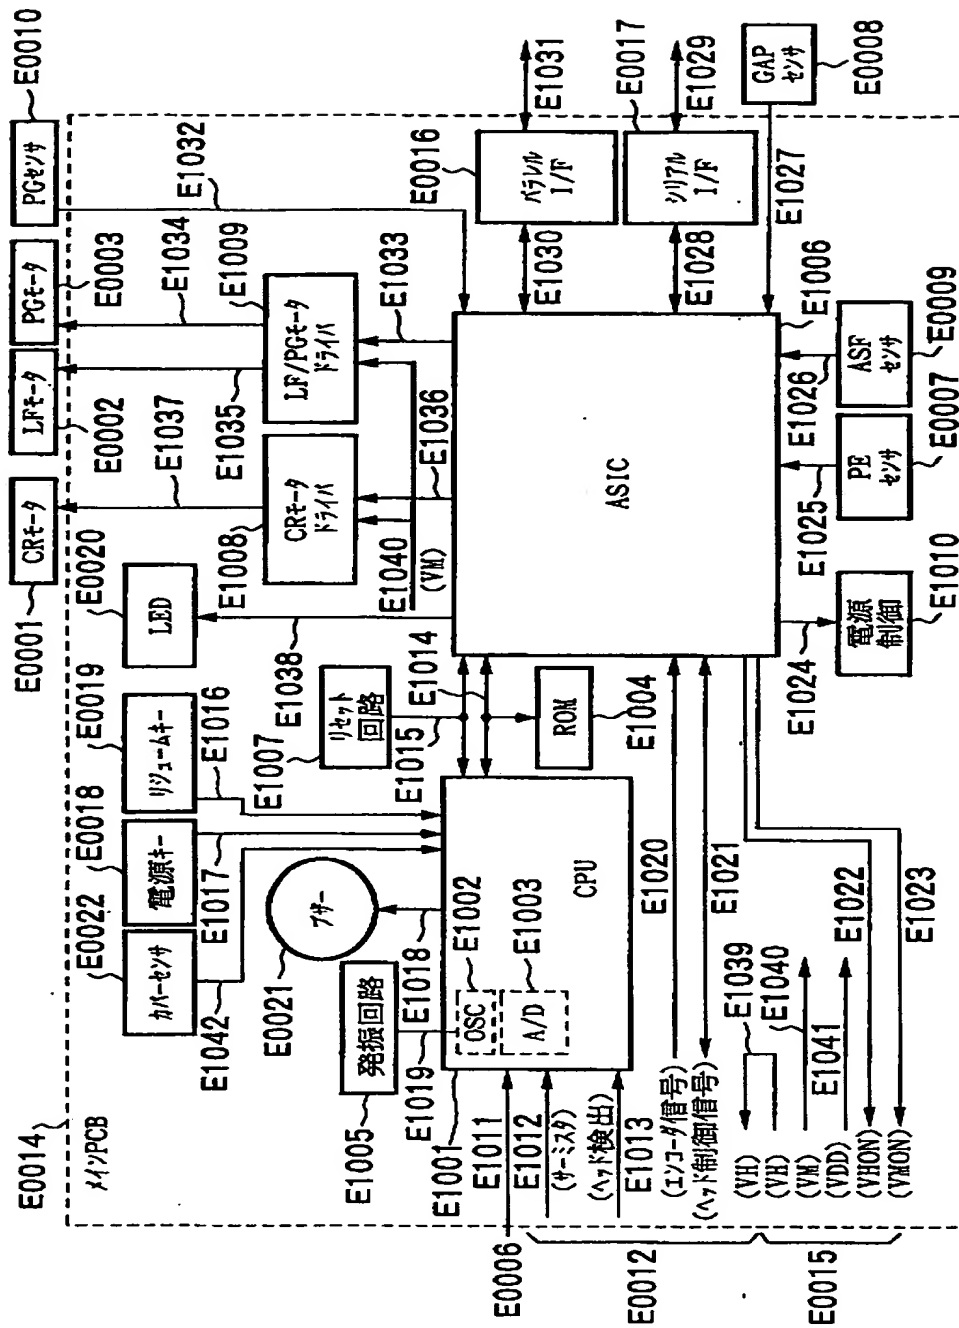 E0014
メインPCB
E0022
カバーセンサ
E1042
E0018
電源キー
E1017
E0019
リジュームキー
E1016
E0020
LED
E1038
E0001
CRモータ
E1037
E0002
LFモータ
E1035
E0003
PGモータ
E1034
E0010
PGセンサ
E1032
E0021
ブザー
E1018
E1005
発振回路
E1019
E1007
リセット
回路
E1015
E1014
E1008
CRモータ
ドライバ
E1040
(VM)
E1036
E1009
LF/PGモータ
ドライバ
E1033
E1001
OSC
E1002
A/D
E1003
CPU
ROM
E1004
ASIC
E1006
E0016
パラレル
I/F
E1030
E1031
E0017
シリアル
I/F
E1028
E1029
GAP
センサ
E0008
E1027
E0006
E1011
E1012
(サーミスタ)
(ヘッド検出)
E1013
(エンコーダ信号)
E1020
(ヘッド制御信号)
E1021
E0012
(VH)
(VH)
E1039
(VM)
E1040
(VDD)
E1041
(VHON)
E1022
(VMON)
E1023
E0015
E1024
電源
制御
E1010
E1025
PE
センサ
E0007
E1026
ASF
センサ
E0009